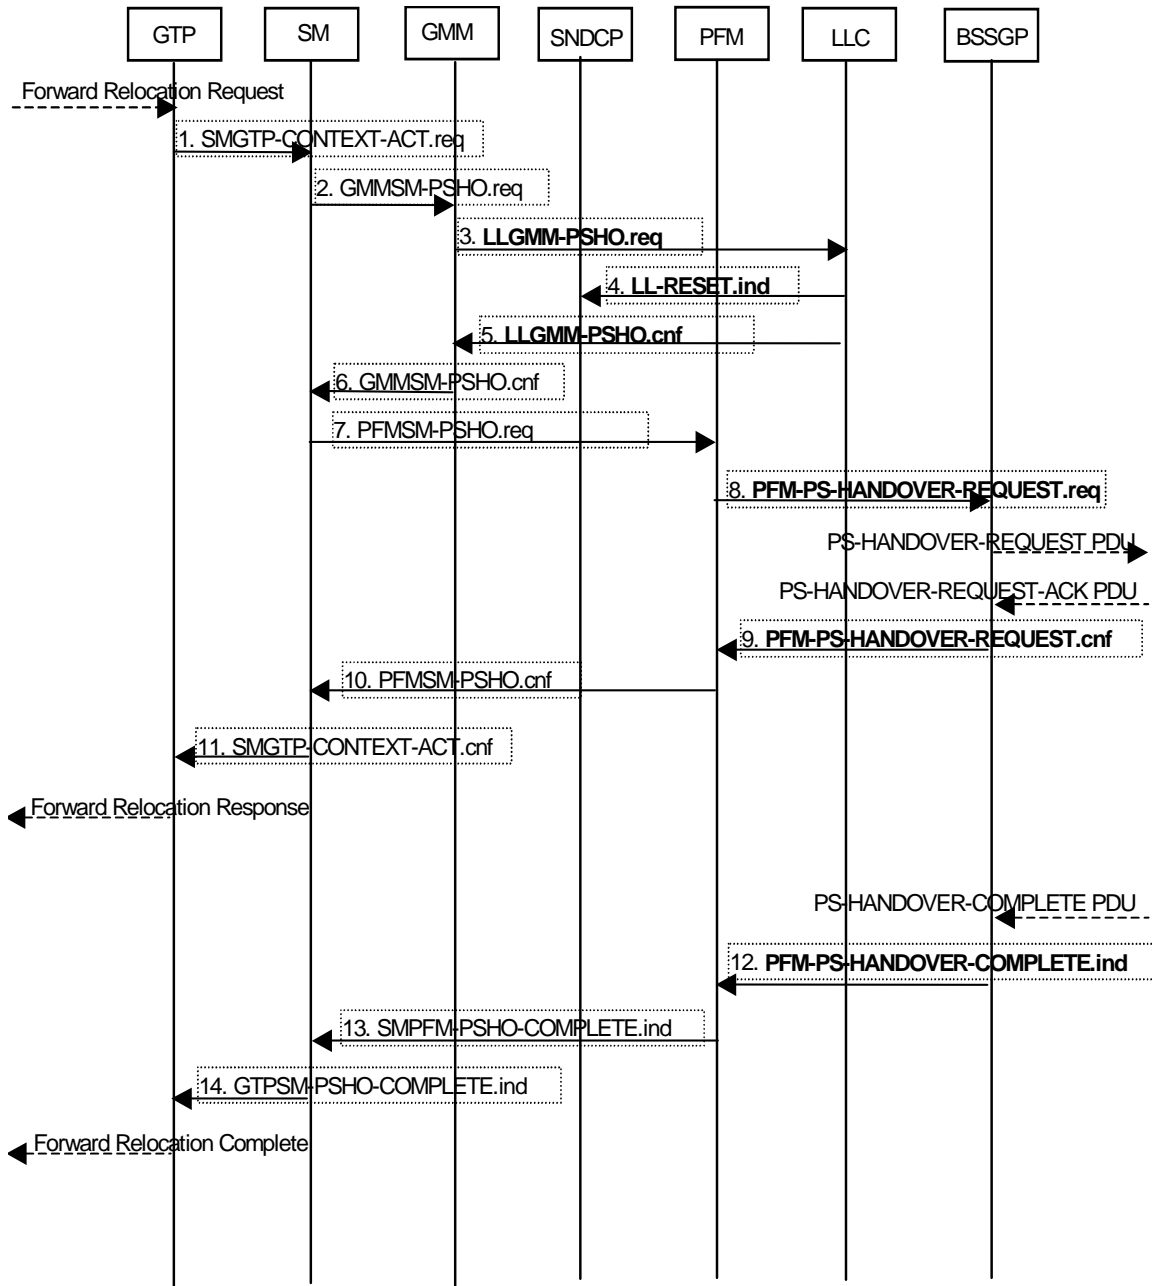 GTP
SM
GMM
SNDCP
PFM
LLC
BSSGP
Forward Relocation Request
1. SMGTP-CONTEXT-ACT.req
2. GMMSM-PSHO.req
3. LLGMM-PSHO.req
4. LL-RESET.ind
5. LLGMM-PSHO.cnf
6. GMMSM-PSHO.cnf
7. PFMSM-PSHO.req
8. PFM-PS-HANDOVER-REQUEST.req
PS-HANDOVER-REQUEST PDU
PS-HANDOVER-REQUEST-ACK PDU
9. PFM-PS-HANDOVER-REQUEST.cnf
10. PFMSM-PSHO.cnf
11. SMGTP-CONTEXT-ACT.cnf
Forward Relocation Response
PS-HANDOVER-COMPLETE PDU
12. PFM-PS-HANDOVER-COMPLETE.ind
13. SMPFM-PSHO-COMPLETE.ind
14. GTPSM-PSHO-COMPLETE.ind
Forward Relocation Complete